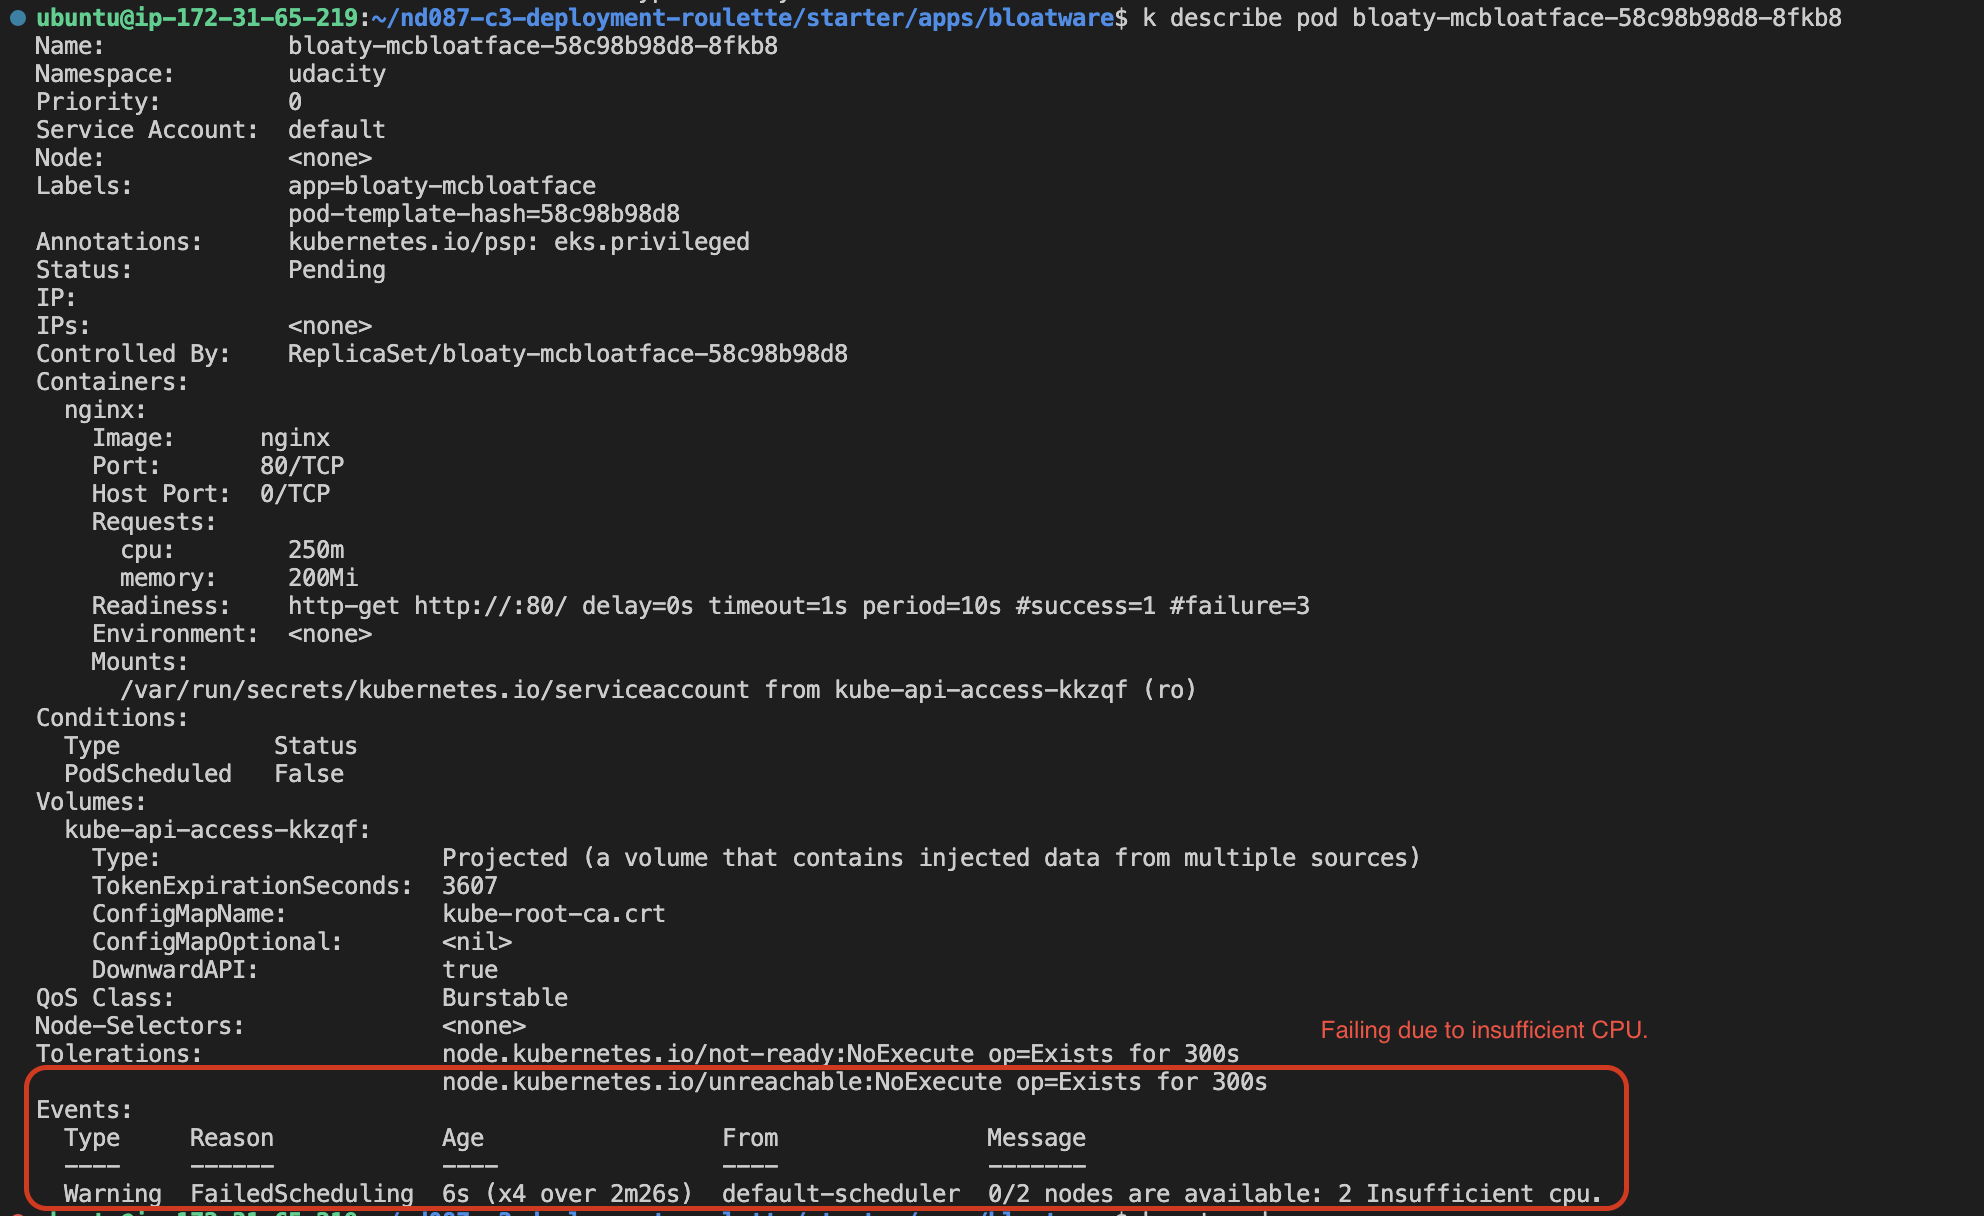 ubuntu@ip-172-31-65-219:~/nd087-c3-deployment-roulette/starter/apps/bloatware$ k describe pod bloaty-mcbloatface-58c98b98d8-8fkb8
Name:             bloaty-mcbloatface-58c98b98d8-8fkb8
Namespace:        udacity
Priority:         0
Service Account:  default
Node:             <none>
Labels:           app=bloaty-mcbloatface
                  pod-template-hash=58c98b98d8
Annotations:      kubernetes.io/psp: eks.privileged
Status:           Pending
IP:
IPs:              <none>
Controlled By:    ReplicaSet/bloaty-mcbloatface-58c98b98d8
Containers:
  nginx:
    Image:      nginx
    Port:       80/TCP
    Host Port:  0/TCP
    Requests:
      cpu:        250m
      memory:     200Mi
    Readiness:    http-get http://:80/ delay=0s timeout=1s period=10s #success=1 #failure=3
    Environment:  <none>
    Mounts:
      /var/run/secrets/kubernetes.io/serviceaccount from kube-api-access-kkzqf (ro)
Conditions:
  Type           Status
  PodScheduled   False
Volumes:
  kube-api-access-kkzqf:
    Type:                    Projected (a volume that contains injected data from multiple sources)
    TokenExpirationSeconds:  3607
    ConfigMapName:           kube-root-ca.crt
    ConfigMapOptional:       <nil>
    DownwardAPI:             true
QoS Class:                   Burstable
Node-Selectors:              <none>
Failing due to insufficient CPU.
Tolerations:                 node.kubernetes.io/not-ready:NoExecute op=Exists for 300s
                             node.kubernetes.io/unreachable:NoExecute op=Exists for 300s
Events:
  Type     Reason            Age                 From               Message
  ----     ------            ----                ----               -------
  Warning  FailedScheduling  6s (x4 over 2m26s)  default-scheduler  0/2 nodes are available: 2 Insufficient cpu.